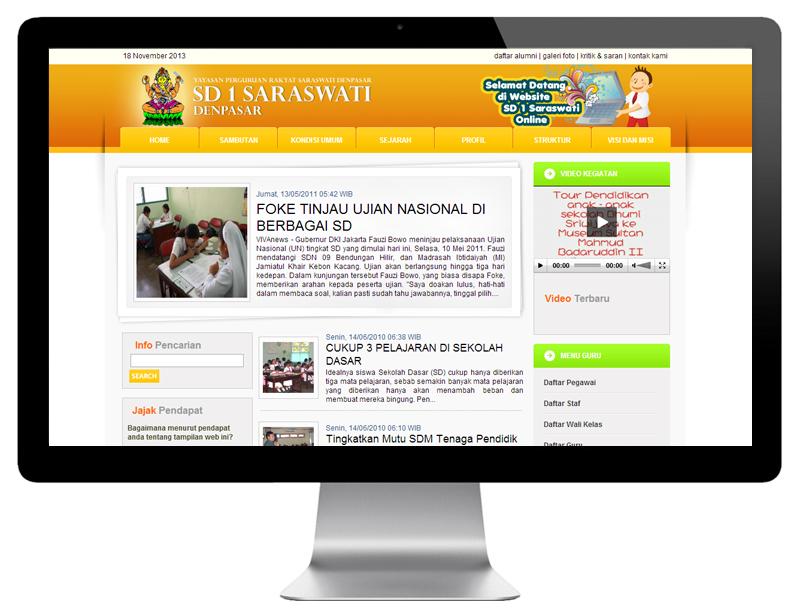 18 November 2013
daftar alumni | galeri foto | kritik & saran | kontak kami
YAYASAN PERGURUAN RAKYAT SARASWATI DENPASAR
SD 1 SARASWATI
DENPASAR
Selamat Datang
di Website
SD 1 Saraswati
Online
HOME SAMBUTAN KONDISI UMUM SEJARAH PROFIL STRUKTUR VISI DAN MISI
Jumat, 13/05/2011 05:42 WIB
FOKE TINJAU UJIAN NASIONAL DI
BERBAGAI SD
VIVAnews - Gubernur DKI Jakarta Fauzi Bowo meninjau pelaksanaan Ujian
Nasional (UN) tingkat SD yang dimulai hari ini, Selasa, 10 Mei 2011. Fauzi
mendatangi SDN 09 Bendungan Hilir, dan Madrasah Ibtidaiyah (MI)
Jamiatul Khair Kebon Kacang. Ujian akan berlangsung hingga tiga hari
kedepan. Dalam kunjungan tersebut Fauzi Bowo, yang biasa disapa Foke,
memberikan arahan kepada peserta ujian. "Saya doakan lulus, hati-hati
dalam membaca soal, kalian pasti sudah tahu jawabannya, tinggal pilih....
Info Pencarian
SEARCH
Jajak Pendapat
Bagaimana menurut pendapat
anda tentang tampilan web ini?
Senin, 14/06/2010 06:38 WIB
CUKUP 3 PELAJARAN DI SEKOLAH
DASAR
Idealnya siswa Sekolah Dasar (SD) cukup hanya diberikan
tiga mata pelajaran, sebab semakin banyak mata pelajaran
yang diberikan hanya akan menambah beban dan
membuat mereka bingung. Pen...
Senin, 14/06/2010 06:10 WIB
Tingkatkan Mutu SDM Tenaga Pendidik
VIDEO KEGIATAN
Tour Pendidikan
anak - anak
sekolah Bhumi
Sriwijaya ke
Museum Sultan
Mahmud
Badaruddin II
00:00 00:00
Video Terbaru
MENU GURU
Daftar Pegawai
Daftar Staf
Daftar Wali Kelas
Daftar Guru